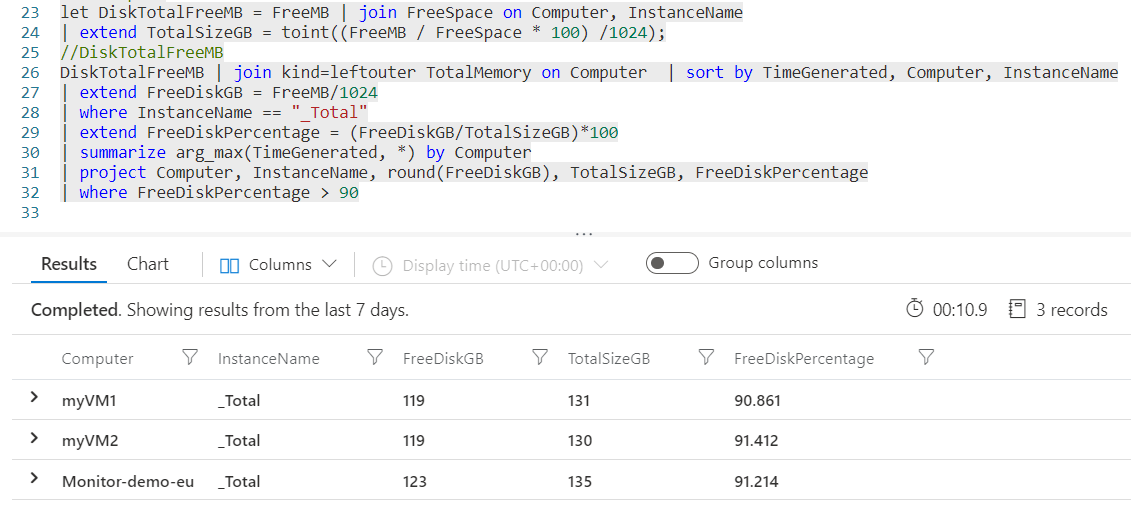 23 let DiskTotalFreeMB = FreeMB | join FreeSpace on Computer, InstanceName
24 | extend TotalSizeGB = toint((FreeMB / FreeSpace * 100) /1024);
25 //DiskTotalFreeMB
26 DiskTotalFreeMB | join kind=leftouter TotalMemory on Computer  | sort by TimeGenerated, Computer, InstanceName
27 | extend FreeDiskGB = FreeMB/1024
28 | where InstanceName == "_Total"
29 | extend FreeDiskPercentage = (FreeDiskGB/TotalSizeGB)*100
30 | summarize arg_max(TimeGenerated, *) by Computer
31 | project Computer, InstanceName, round(FreeDiskGB), TotalSizeGB, FreeDiskPercentage
32 | where FreeDiskPercentage > 90
33
...
Results Chart Columns Display time (UTC+00:00) Group columns
Completed. Showing results from the last 7 days. 00:10.9 3 records
Computer InstanceName FreeDiskGB TotalSizeGB FreeDiskPercentage
myVM1 _Total 119 131 90.861
myVM2 _Total 119 130 91.412
Monitor-demo-eu _Total 123 135 91.214